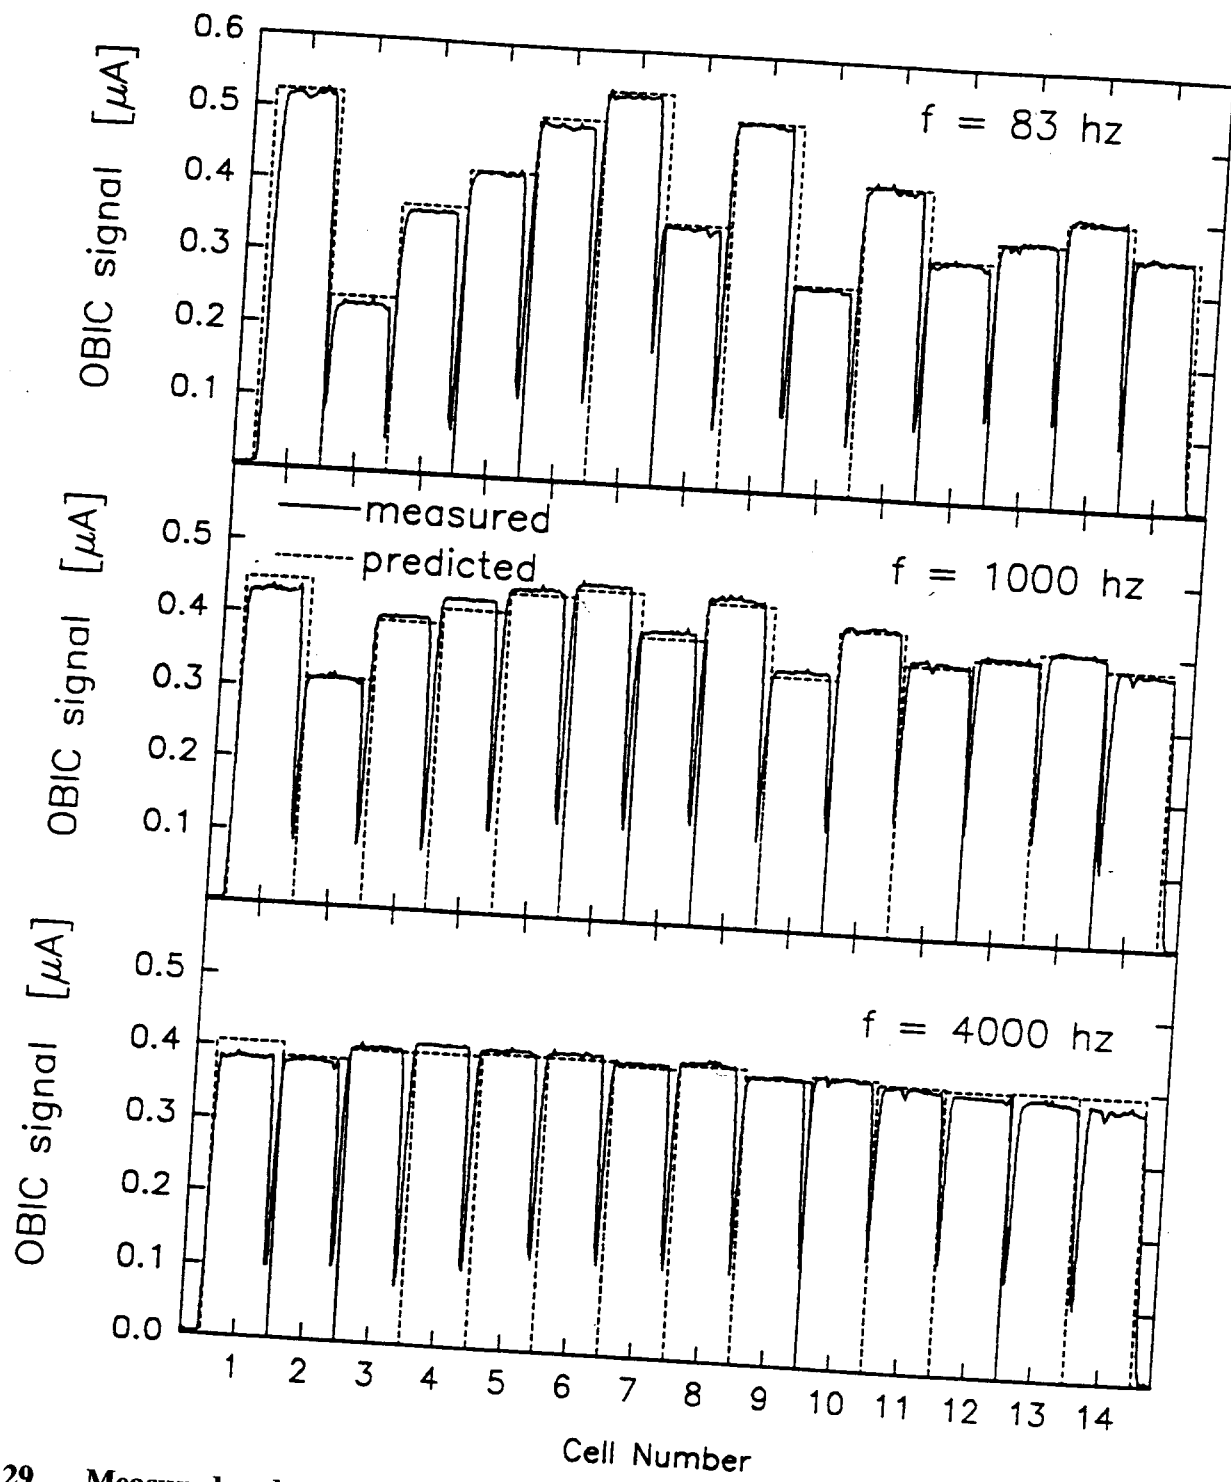 0.6
0.5
0.4
0.3
0.2
0.1
OBIC signal [μA]
f = 83 hz
measured
predicted
0.5
0.4
0.3
0.2
0.1
OBIC signal [μA]
f = 1000 hz
0.5
0.4
0.3
0.2
0.1
0.0
OBIC signal [μA]
f = 4000 hz
1 2 3 4 5 6 7 8 9 10 11 12 13 14
Cell Number
29